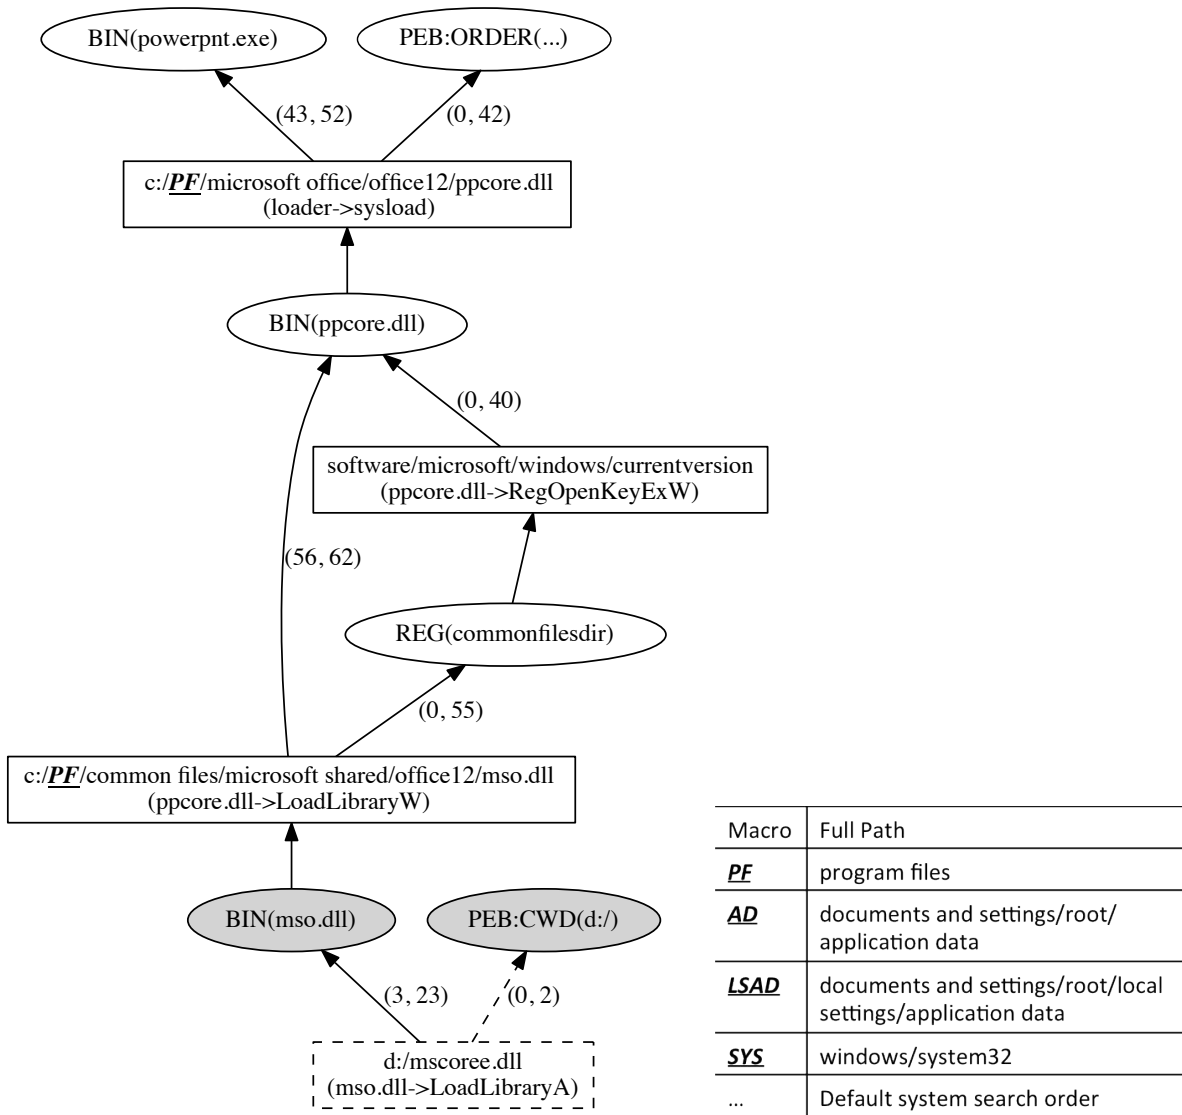 BIN(powerpnt.exe)
PEB:ORDER(...)
(43, 52)
(0, 42)
c:/PF/microsoft office/office12/ppcore.dll
(loader->sysload)
BIN(ppcore.dll)
(0, 40)
software/microsoft/windows/currentversion
(ppcore.dll->RegOpenKeyExW)
(56, 62)
REG(commonfilesdir)
(0, 55)
c:/PF/common files/microsoft shared/office12/mso.dll
(ppcore.dll->LoadLibraryW)
BIN(mso.dll)
PEB:CWD(d:/)
(3, 23)
(0, 2)
d:/mscoree.dll
(mso.dll->LoadLibraryA)
Macro Full Path
PF program files
AD documents and settings/root/
application data
LSAD documents and settings/root/local
settings/application data
SYS windows/system32
... Default system search order